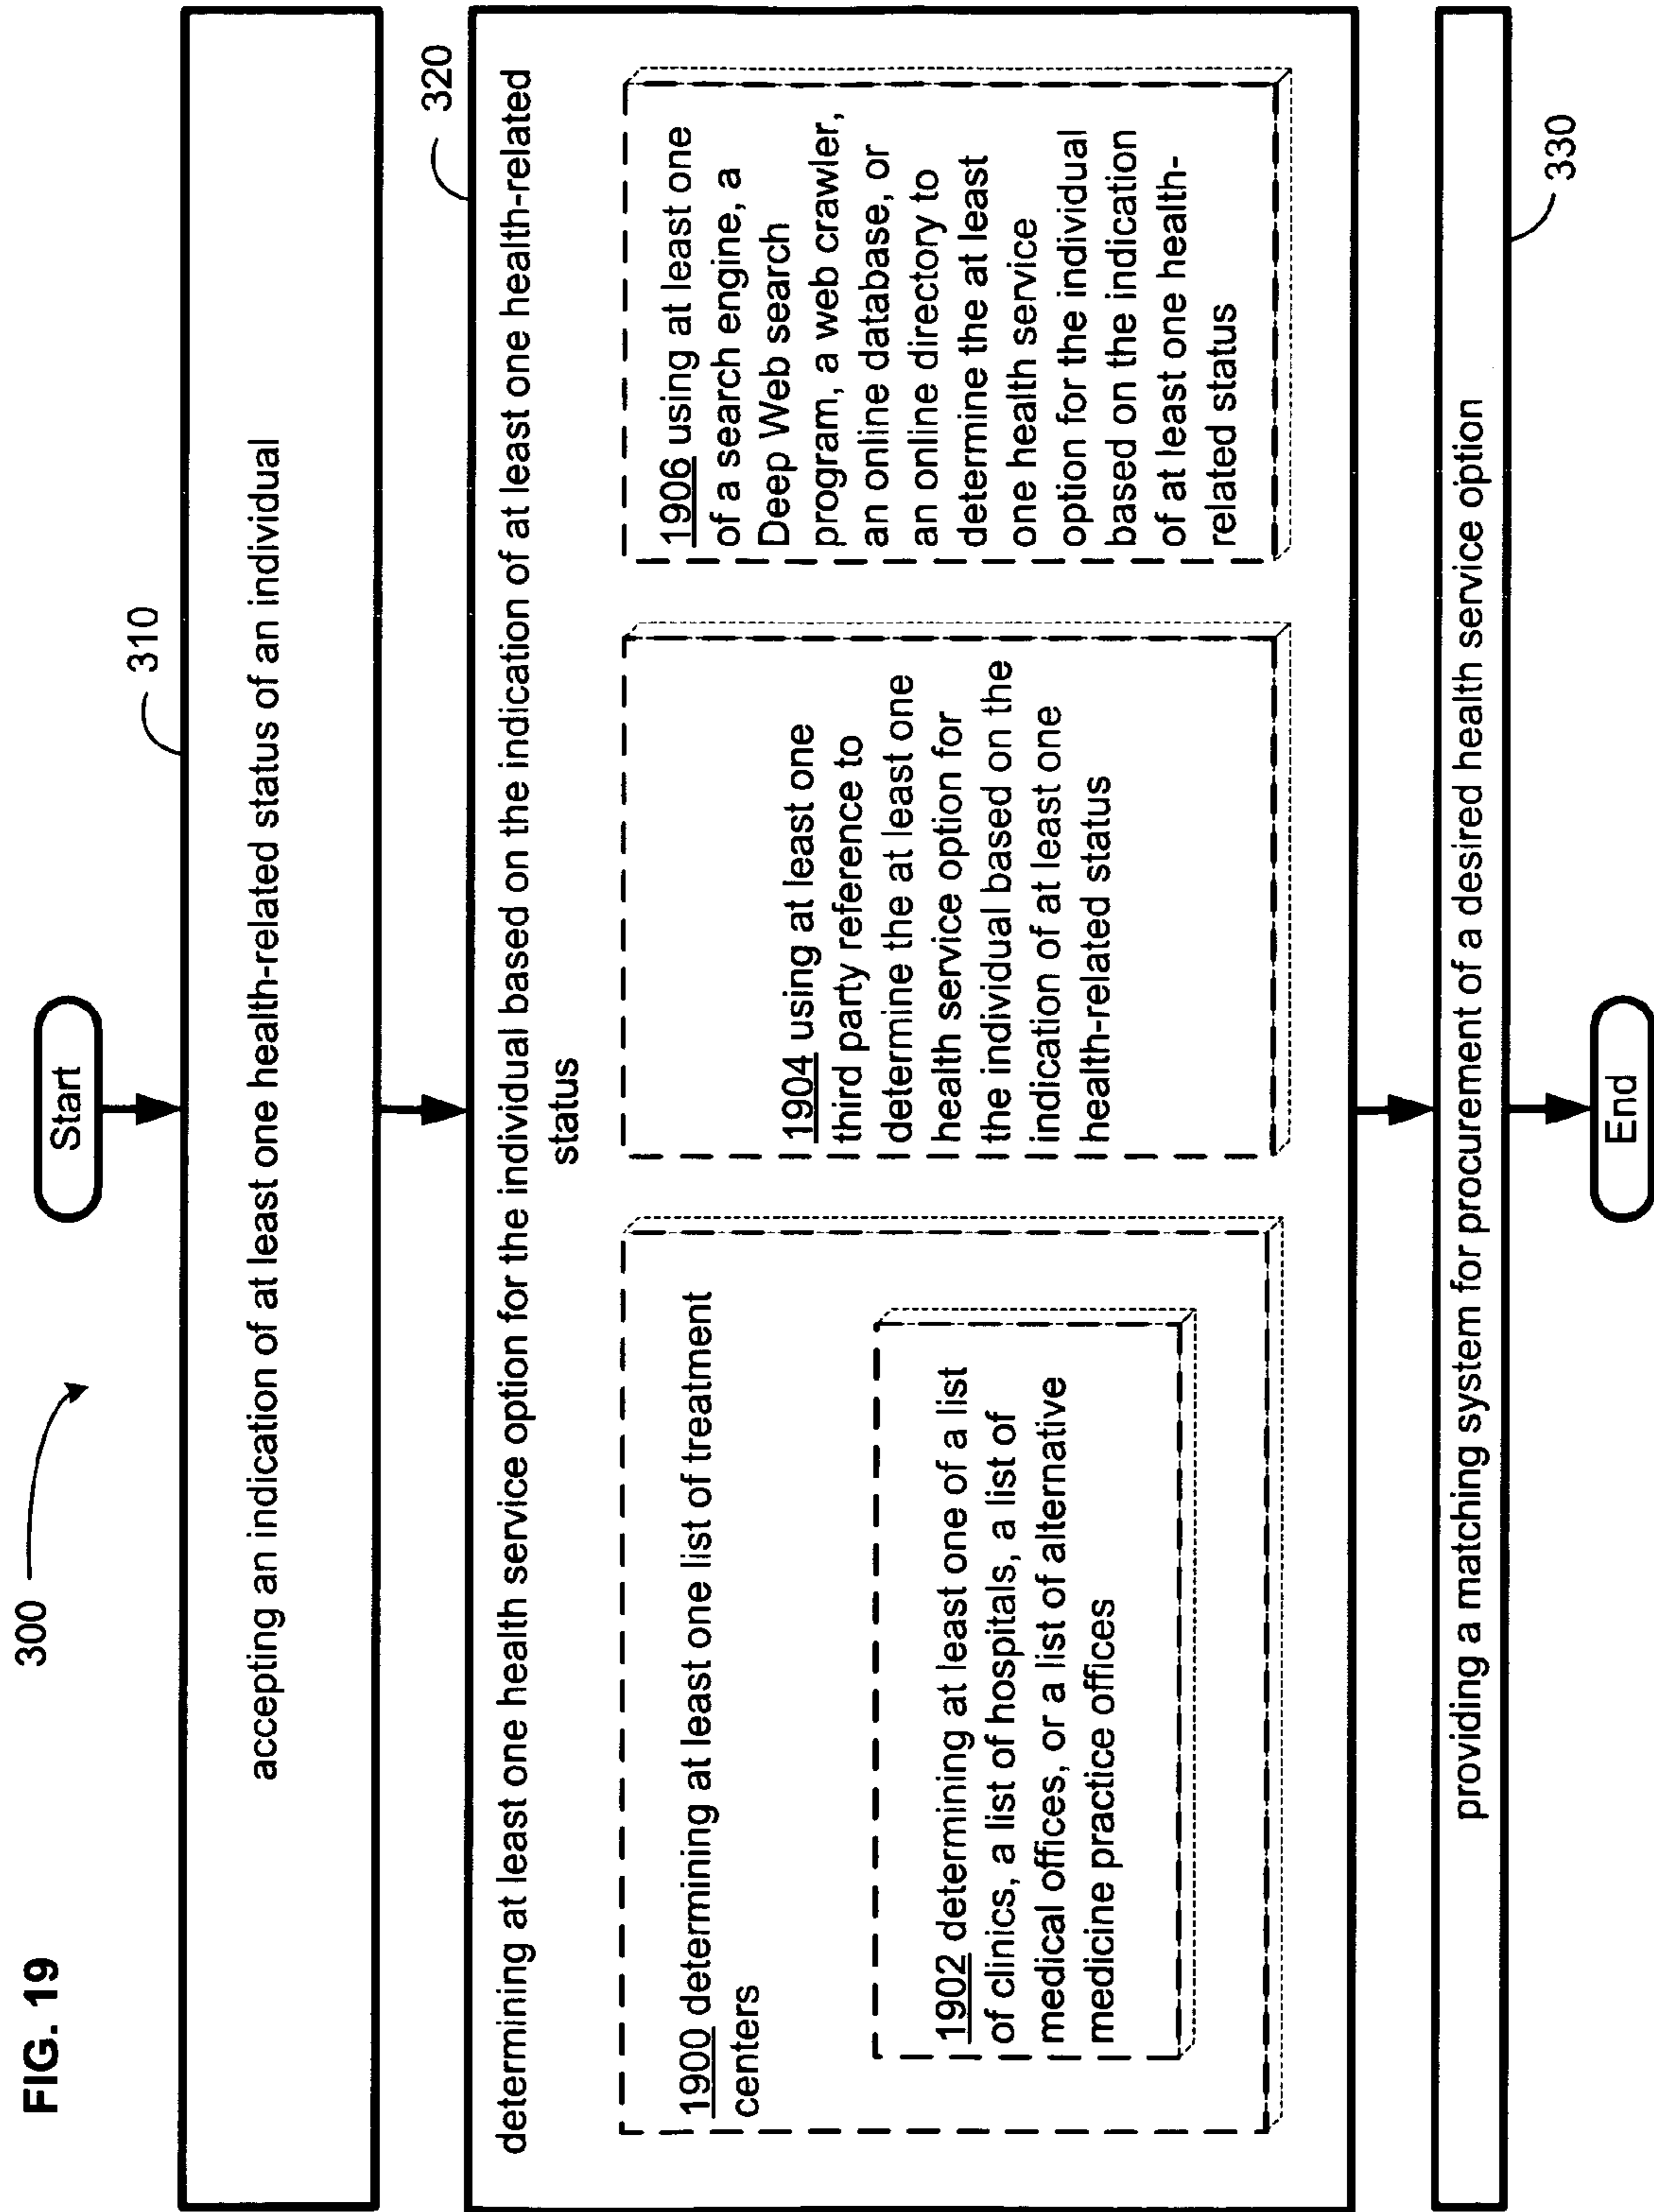 FIG. 19
300
Start
310
accepting an indication of at least one health-related status of an individual
320
determining at least one health service option for the individual based on the indication of at least one health-related
status
1900 determining at least one list of treatment
centers
1902 determining at least one of a list
of clinics, a list of hospitals, a list of
medical offices, or a list of alternative
medicine practice offices
1904 using at least one
third party reference to
determine the at least one
health service option for
the individual based on the
indication of at least one
health-related status
1906 using at least one
of a search engine, a
Deep Web search
program, a web crawler,
an online database, or
an online directory to
determine the at least
one health service
option for the individual
based on the indication
of at least one health-
related status
330
providing a matching system for procurement of a desired health service option
End